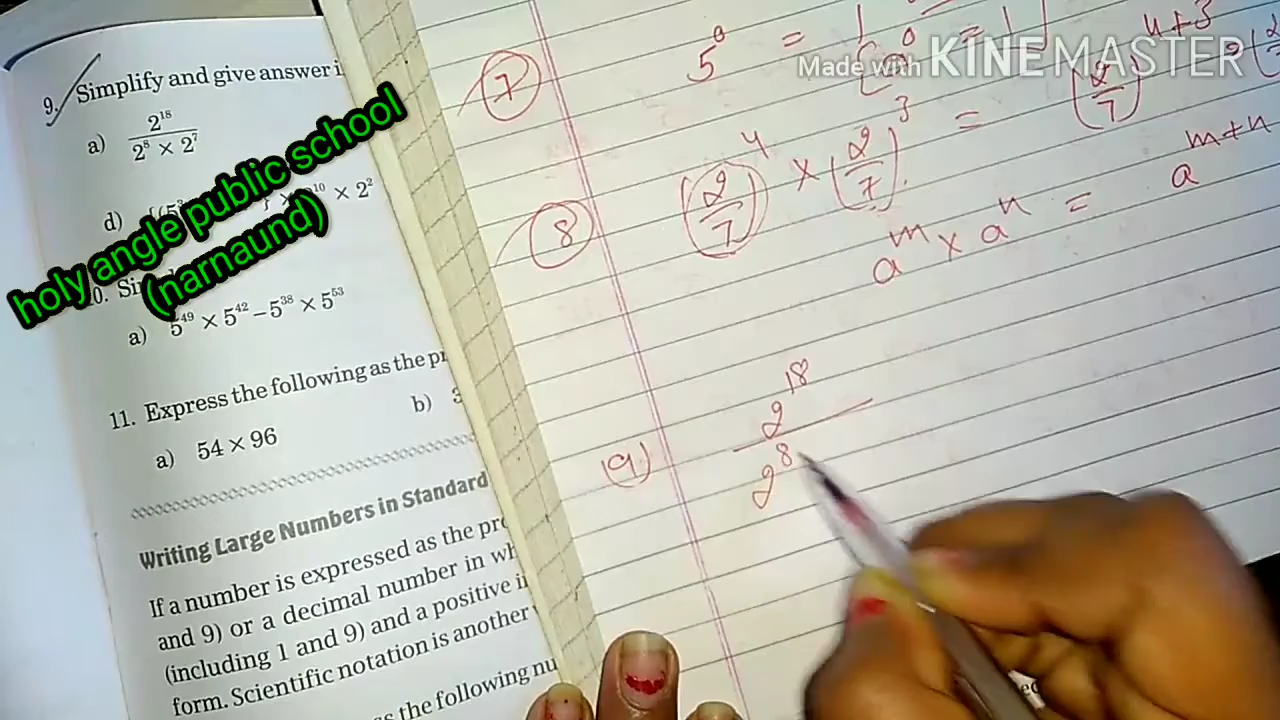 9. Simplify and give answer i
a) 2^18 / 2^8 × 2^7
d) × 2^2
holy angle public school
(narnaund)
a) 5^49 × 5^42 – 5^38 × 5^53
11. Express the following as the pr
a) 54 × 96
b) 3
Writing Large Numbers in Standard
If a number is expressed as the pro
and 9) or a decimal number in wh
(including 1 and 9) and a positive i
form. Scientific notation is another
the following nu
Made with KINEMASTER
7 5^0 = 1
8 (2/7)^4 × (2/7)^3 = (2/7)^4+3
a^m × a^n = a^m+n
9) 2^18 / 2^8